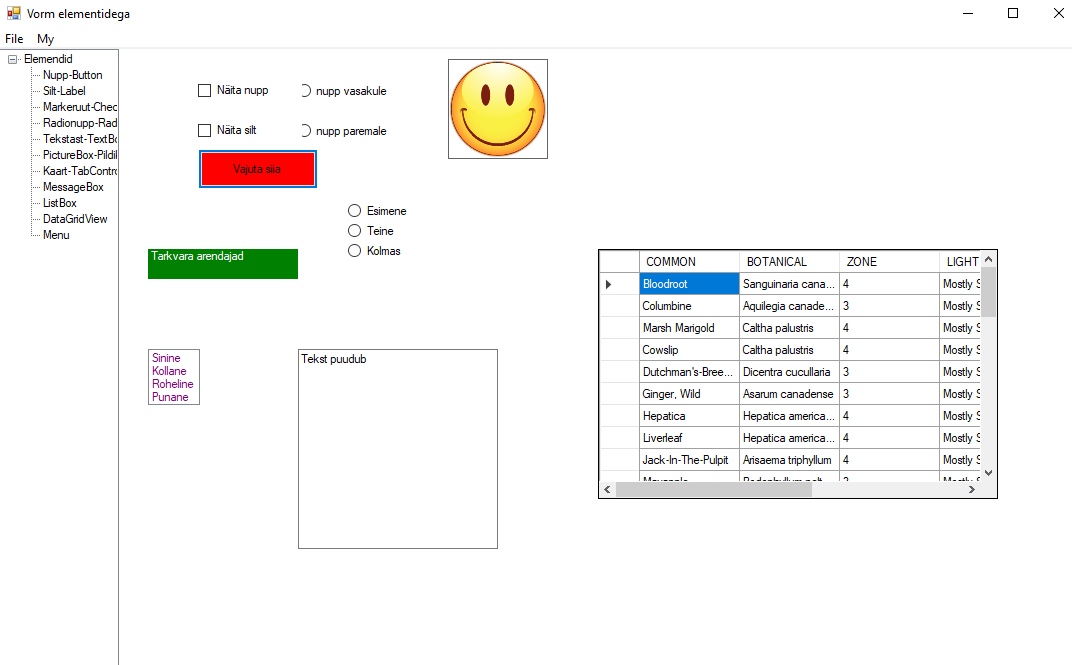 Vorm elementidega
File My
Elemendid
Nupp-Button
Silt-Label
Markeruut-Chec
Radionupp-Rad
Tekstast-TextBo
PictureBox-Pildil
Kaart-TabContro
MessageBox
ListBox
DataGridView
Menu
Näita nupp nupp vasakule
Näita silt nupp paremale
Vajuta siia
Esimene
Teine
Kolmas
Tarkvara arendajad
Sinine
Kollane
Roheline
Punane
Tekst puudub
COMMON BOTANICAL ZONE LIGHT
Bloodroot Sanguinaria cana... 4 Mostly S
Columbine Aquilegia canade... 3 Mostly S
Marsh Marigold Caltha palustris 4 Mostly S
Cowslip Caltha palustris 4 Mostly S
Dutchman's-Bree... Dicentra cucullaria 3 Mostly S
Ginger, Wild Asarum canadense 3 Mostly S
Hepatica Hepatica america... 4 Mostly S
Liverleaf Hepatica america... 4 Mostly S
Jack-In-The-Pulpit Arisaema triphyllum 4 Mostly S